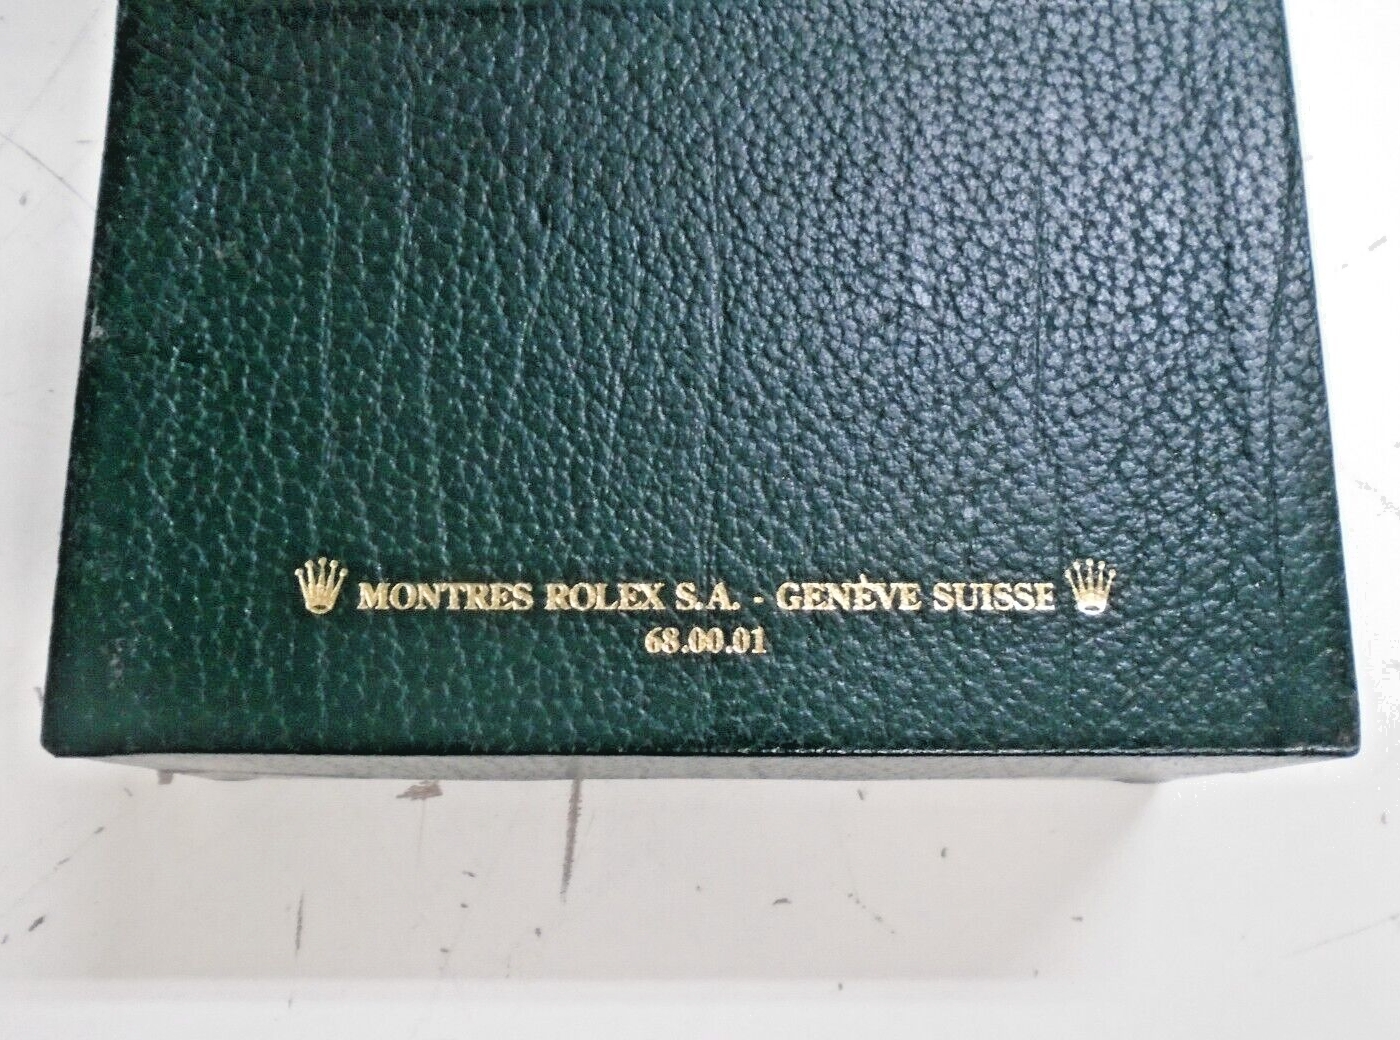 MONTRES ROLEX S.A. - GENÈVE SUISSE
68.00.01